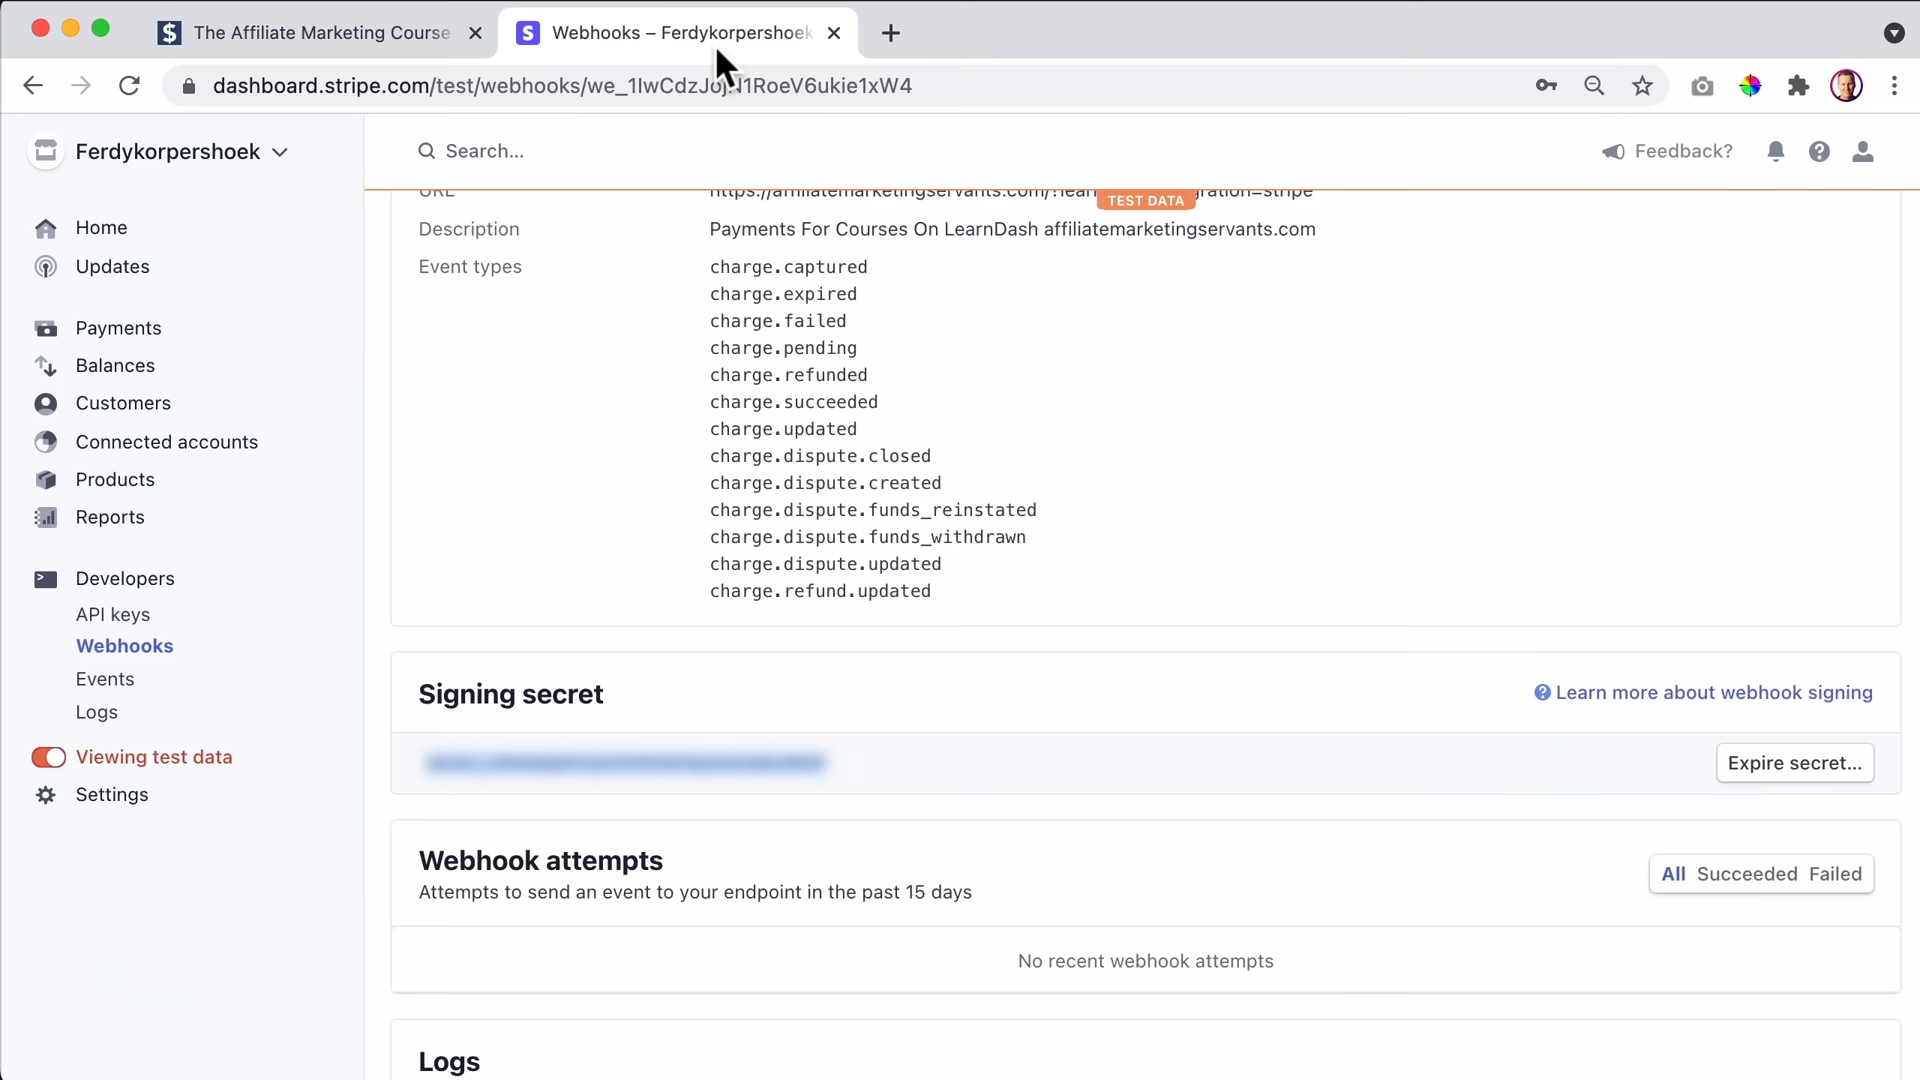 The Affiliate Marketing Course
Webhooks – Ferdykorpershoek
dashboard.stripe.com/test/webhooks/
Ferdykorpershoek
Search...
Feedback?
Home
Updates
Payments
Balances
Customers
Connected accounts
Products
Reports
Developers
API keys
Webhooks
Events
Logs
Viewing test data
Settings
URL
TEST DATA
Description
Payments For Courses On LearnDash affiliatemarketingservants.com
Event types
charge.captured
charge.expired
charge.failed
charge.pending
charge.refunded
charge.succeeded
charge.updated
charge.dispute.closed
charge.dispute.created
charge.dispute.funds_reinstated
charge.dispute.funds_withdrawn
charge.dispute.updated
charge.refund.updated
Signing secret
Learn more about webhook signing
Expire secret...
Webhook attempts
Attempts to send an event to your endpoint in the past 15 days
All Succeeded Failed
No recent webhook attempts
Logs